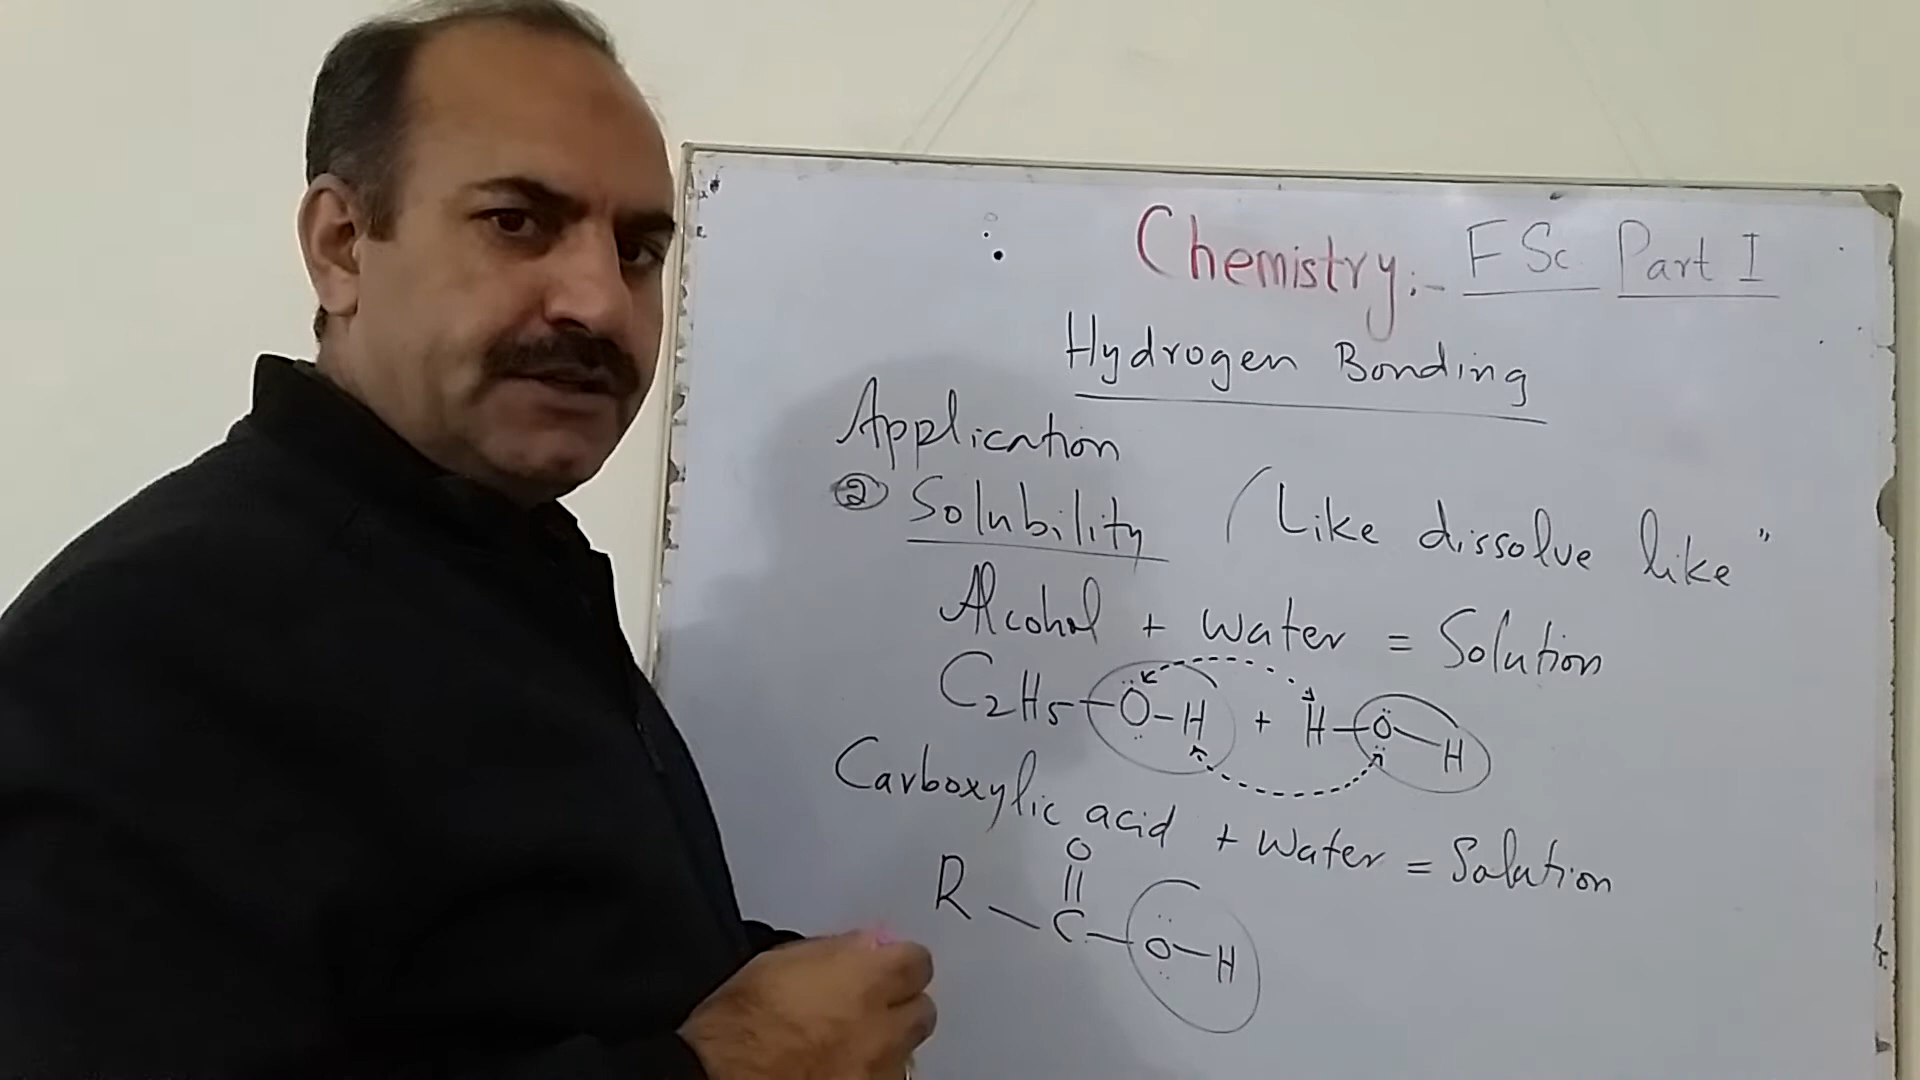 Chemistry:- FSc Part I
Hydrogen Bonding
Application
② Solubility (Like dissolve like"
Alcohol + Water = Solution
C₂H₅-O-H + H-O-H
Carboxylic acid + Water = Solution
O
R-C-O-H